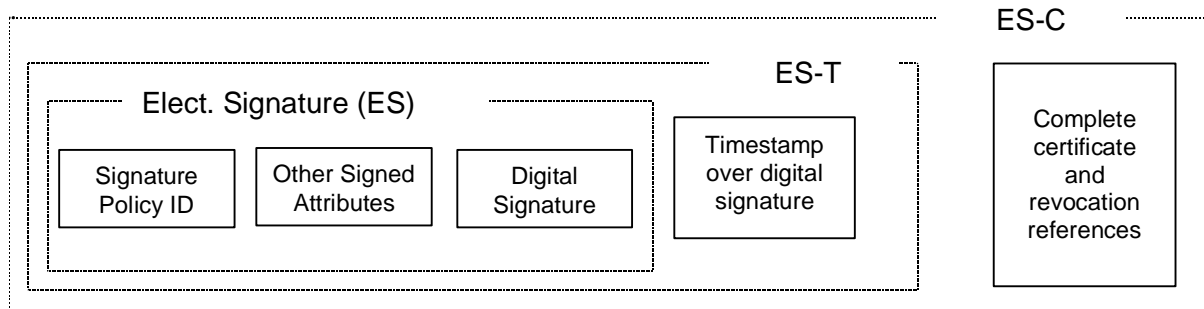 ES-C
ES-T
Elect. Signature (ES)
Signature
Policy ID
Other Signed
Attributes
Digital
Signature
Timestamp
over digital
signature
Complete
certificate
and
revocation
references